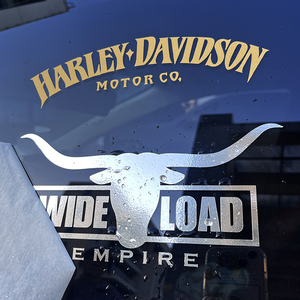 HARLEY-DAVIDSON
MOTOR CO.
WIDE LOAD
EMPIRE